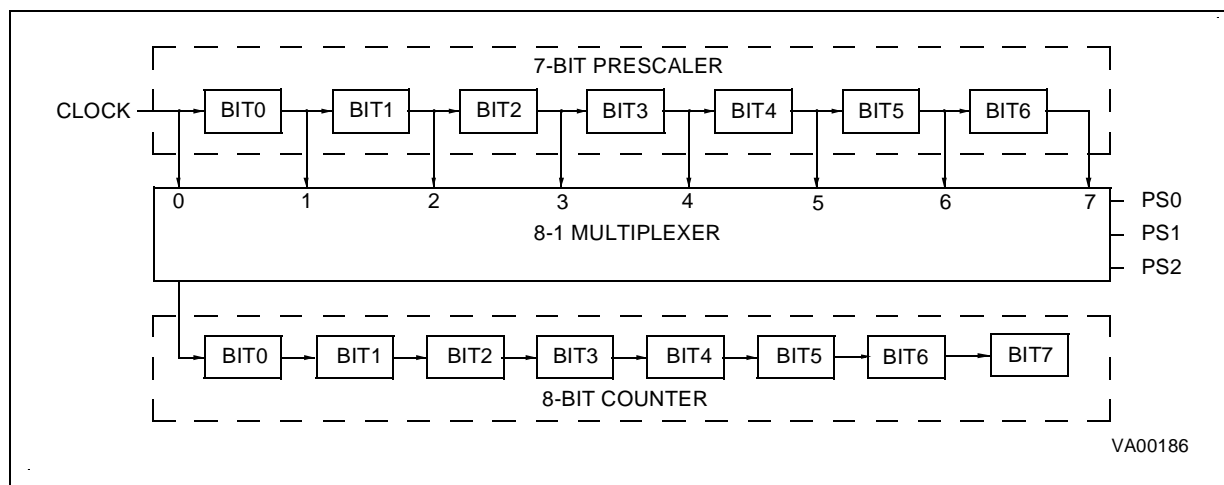 7-BIT PRESCALER
CLOCK BIT0 BIT1 BIT2 BIT3 BIT4 BIT5 BIT6
0 1 2 3 4 5 6 7 PS0
8-1 MULTIPLEXER PS1
PS2
BIT0 BIT1 BIT2 BIT3 BIT4 BIT5 BIT6 BIT7
8-BIT COUNTER
VA00186